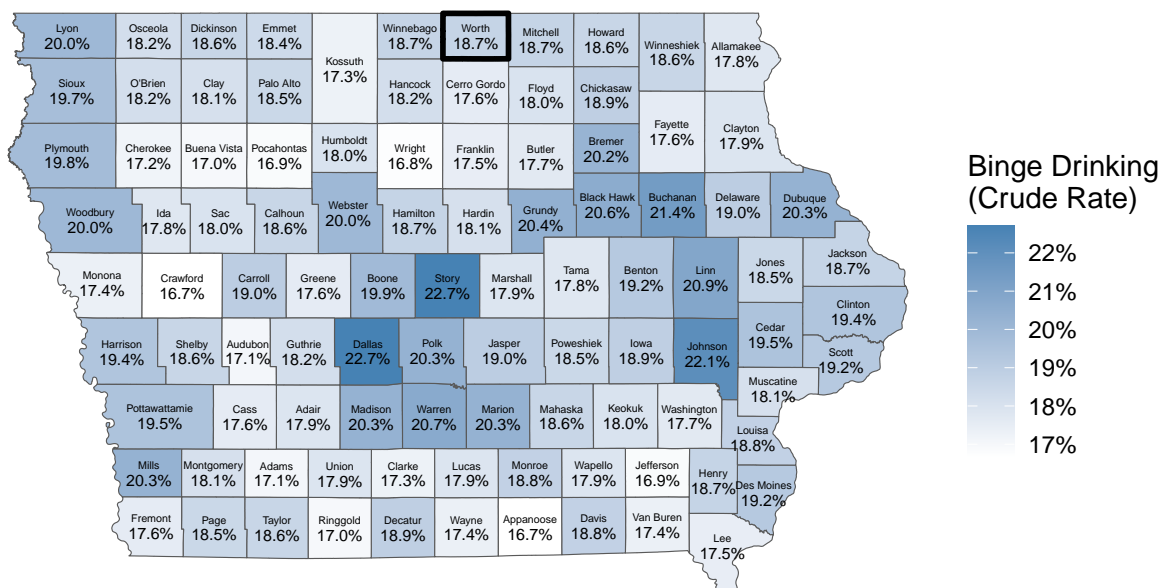 Lyon
20.0%
Osceola
18.2%
Dickinson
18.6%
Emmet
18.4%
Kossuth
17.3%
Winnebago
18.7%
Worth
18.7%
Mitchell
18.7%
Howard
18.6%
Winneshiek
18.6%
Allamakee
17.8%
Sioux
19.7%
O'Brien
18.2%
Clay
18.1%
Palo Alto
18.5%
Hancock
18.2%
Cerro Gordo
17.6%
Floyd
18.0%
Chickasaw
18.9%
Fayette
17.6%
Clayton
17.9%
Plymouth
19.8%
Cherokee
17.2%
Buena Vista
17.0%
Pocahontas
16.9%
Humboldt
18.0%
Wright
16.8%
Franklin
17.5%
Butler
17.7%
Bremer
20.2%
Woodbury
20.0%
Ida
17.8%
Sac
18.0%
Calhoun
18.6%
Webster
20.0%
Hamilton
18.7%
Hardin
18.1%
Grundy
20.4%
Black Hawk
20.6%
Buchanan
21.4%
Delaware
19.0%
Dubuque
20.3%
Monona
17.4%
Crawford
16.7%
Carroll
19.0%
Greene
17.6%
Boone
19.9%
Story
22.7%
Marshall
17.9%
Tama
17.8%
Benton
19.2%
Linn
20.9%
Jones
18.5%
Jackson
18.7%
Clinton
19.4%
Harrison
19.4%
Shelby
18.6%
Audubon
17.1%
Guthrie
18.2%
Dallas
22.7%
Polk
20.3%
Jasper
19.0%
Poweshiek
18.5%
Iowa
18.9%
Johnson
22.1%
Cedar
19.5%
Scott
19.2%
Muscatine
18.1%
Pottawattamie
19.5%
Cass
17.6%
Adair
17.9%
Madison
20.3%
Warren
20.7%
Marion
20.3%
Mahaska
18.6%
Keokuk
18.0%
Washington
17.7%
Louisa
18.8%
Mills
20.3%
Montgomery
18.1%
Adams
17.1%
Union
17.9%
Clarke
17.3%
Lucas
17.9%
Monroe
18.8%
Wapello
17.9%
Jefferson
16.9%
Henry
18.7%
Des Moines
19.2%
Fremont
17.6%
Page
18.5%
Taylor
18.6%
Ringgold
17.0%
Decatur
18.9%
Wayne
17.4%
Appanoose
16.7%
Davis
18.8%
Van Buren
17.4%
Lee
17.5%
Binge Drinking
(Crude Rate)
22%
21%
20%
19%
18%
17%